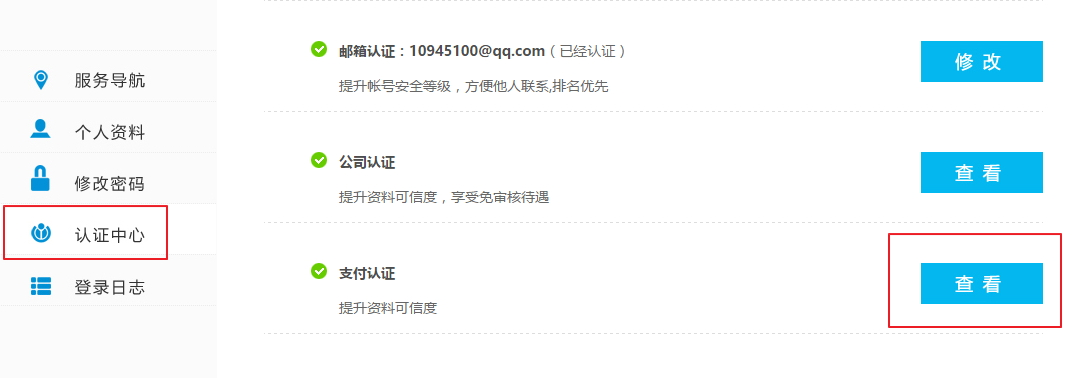 服务导航
个人资料
修改密码
认证中心
登录日志
邮箱认证：10945100@qq.com（已经认证）
修改
提升帐号安全等级，方便他人联系,排名优先
公司认证
查看
提升资料可信度，享受免审核待遇
支付认证
查看
提升资料可信度